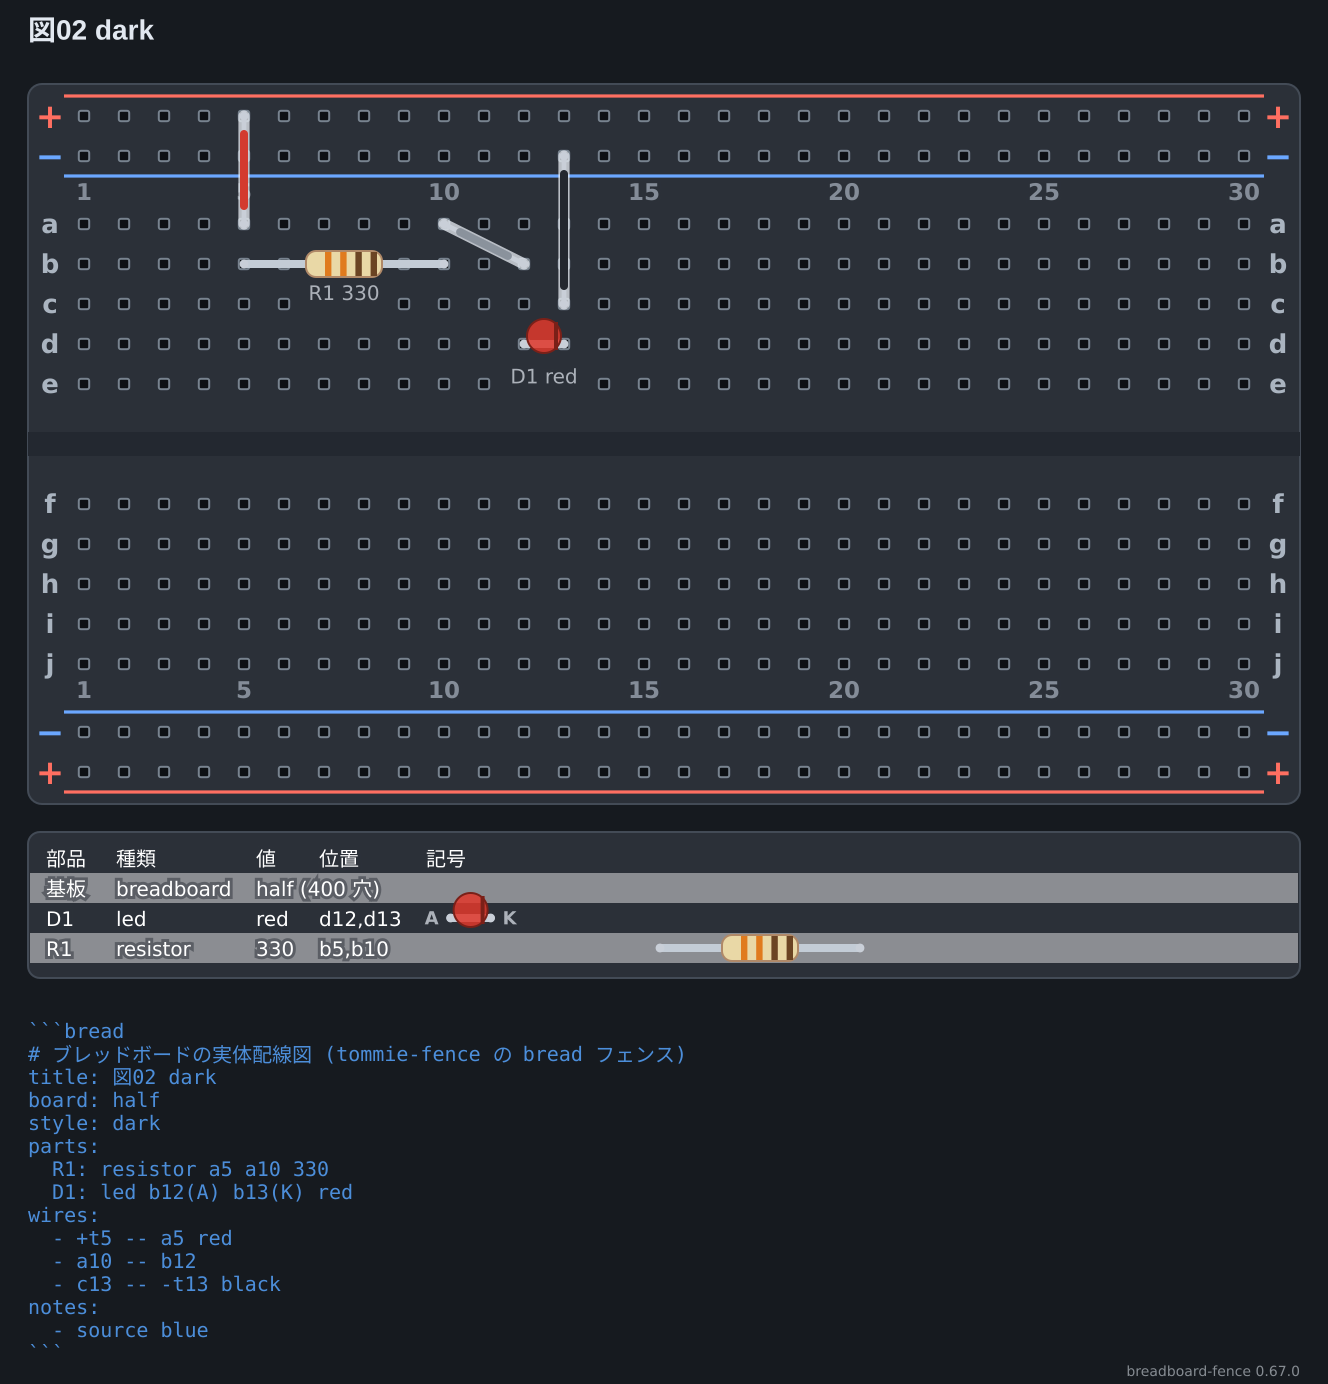 図02 dark
+ +
− −
1 10 15 20 25 30
a a
b b
R1 330
c c
d d
D1 red
e e
f f
g g
h h
i i
j j
1 5 10 15 20 25 30
− −
+ +
部品 種類 値 位置 記号
基板 breadboard half (400 穴)
D1 led red d12,d13 A K
R1 resistor 330 b5,b10
```bread
# ブレッドボードの実体配線図 (tommie-fence の bread フェンス)
title: 図02 dark
board: half
style: dark
parts:
  R1: resistor a5 a10 330
  D1: led b12(A) b13(K) red
wires:
  - +t5 -- a5 red
  - a10 -- b12
  - c13 -- -t13 black
notes:
  - source blue
```
breadboard-fence 0.67.0